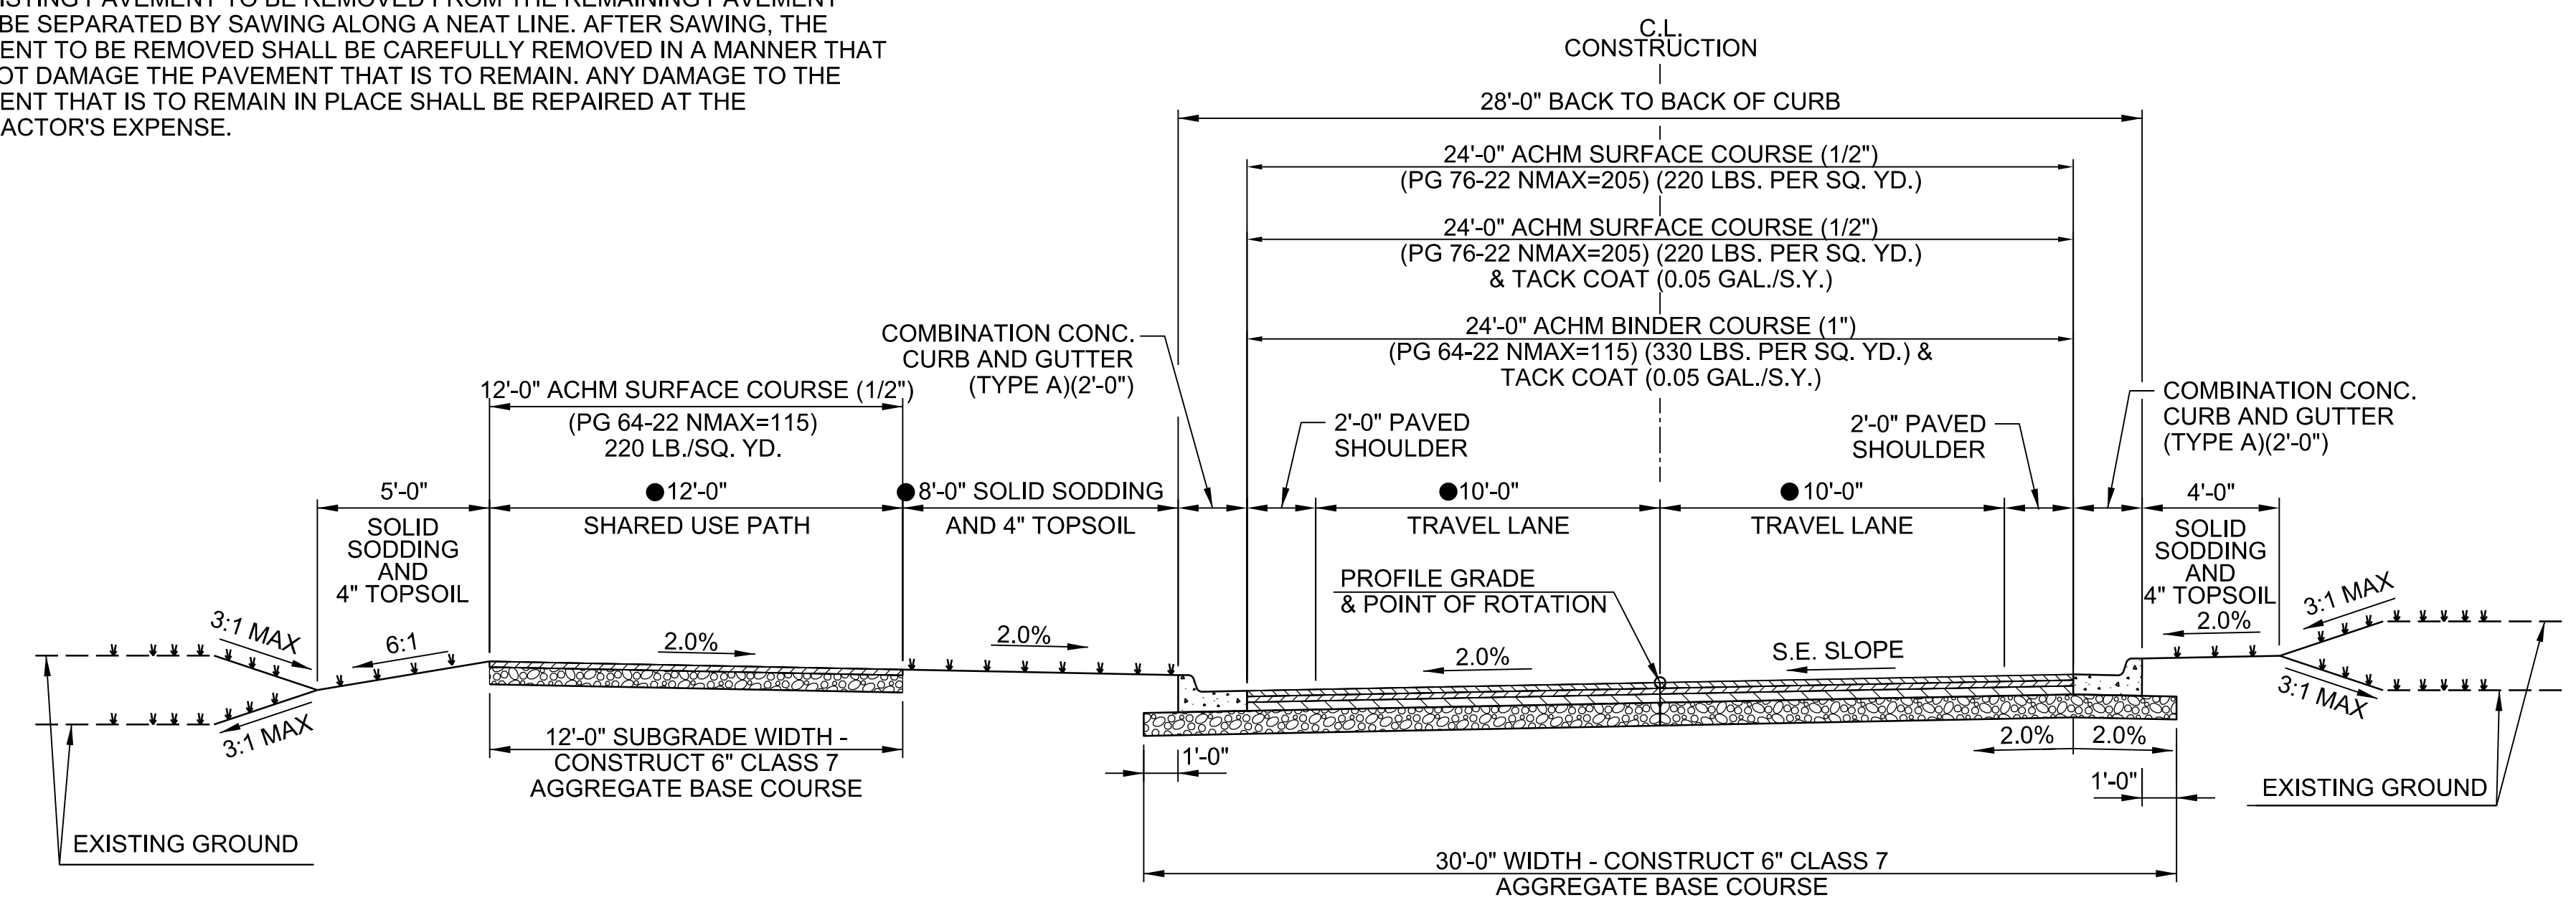 BE SEPARATED BY SAWING ALONG A NEAT LINE. AFTER SAWING, THE
ENT TO BE REMOVED SHALL BE CAREFULLY REMOVED IN A MANNER THAT
OT DAMAGE THE PAVEMENT THAT IS TO REMAIN. ANY DAMAGE TO THE
ENT THAT IS TO REMAIN IN PLACE SHALL BE REPAIRED AT THE
ACTOR'S EXPENSE.
C.L.
CONSTRUCTION
28'-0" BACK TO BACK OF CURB
24'-0" ACHM SURFACE COURSE (1/2")
(PG 76-22 NMAX=205) (220 LBS. PER SQ. YD.)
24'-0" ACHM SURFACE COURSE (1/2")
(PG 76-22 NMAX=205) (220 LBS. PER SQ. YD.)
& TACK COAT (0.05 GAL./S.Y.)
24'-0" ACHM BINDER COURSE (1")
(PG 64-22 NMAX=115) (330 LBS. PER SQ. YD.) &
TACK COAT (0.05 GAL./S.Y.)
COMBINATION CONC.
CURB AND GUTTER
(TYPE A)(2'-0")
12'-0" ACHM SURFACE COURSE (1/2")
(PG 64-22 NMAX=115)
220 LB./SQ. YD.
2'-0" PAVED
SHOULDER
2'-0" PAVED
SHOULDER
COMBINATION CONC.
CURB AND GUTTER
(TYPE A)(2'-0")
5'-0"
SOLID
SODDING
AND
4" TOPSOIL
12'-0"
SHARED USE PATH
8'-0" SOLID SODDING
AND 4" TOPSOIL
10'-0"
TRAVEL LANE
10'-0"
TRAVEL LANE
4'-0"
SOLID
SODDING
AND
4" TOPSOIL
PROFILE GRADE
& POINT OF ROTATION
3:1 MAX
6:1
2.0%
2.0%
2.0%
S.E. SLOPE
2.0%
3:1 MAX
3:1 MAX
3:1 MAX
12'-0" SUBGRADE WIDTH -
CONSTRUCT 6" CLASS 7
AGGREGATE BASE COURSE
1'-0"
2.0%
2.0%
1'-0"
EXISTING GROUND
EXISTING GROUND
30'-0" WIDTH - CONSTRUCT 6" CLASS 7
AGGREGATE BASE COURSE